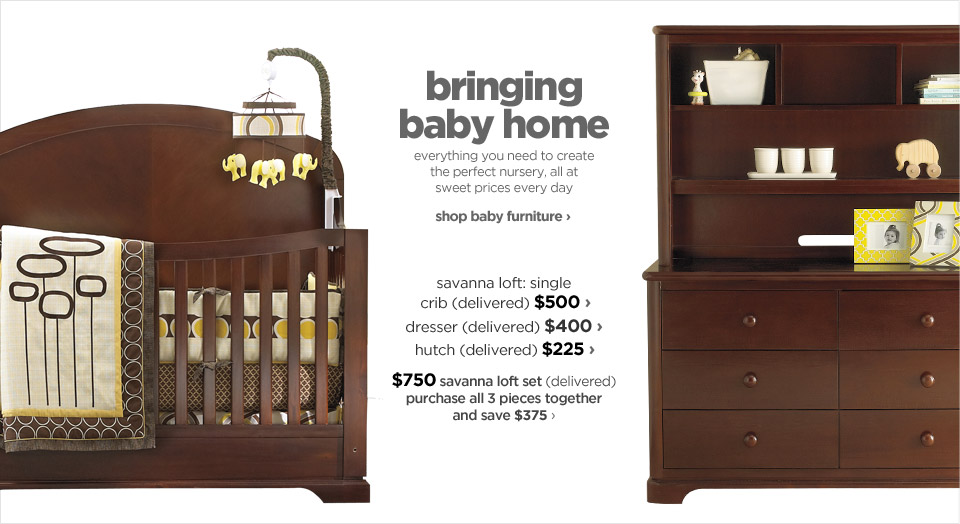 bringing
baby home
everything you need to create
the perfect nursery, all at
sweet prices every day
shop baby furniture ›
savanna loft: single
crib (delivered) $500 ›
dresser (delivered) $400 ›
hutch (delivered) $225 ›
$750 savanna loft set (delivered)
purchase all 3 pieces together
and save $375 ›